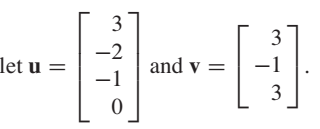 let u = [3 −2 −1 0] and v = [3 −1 3].